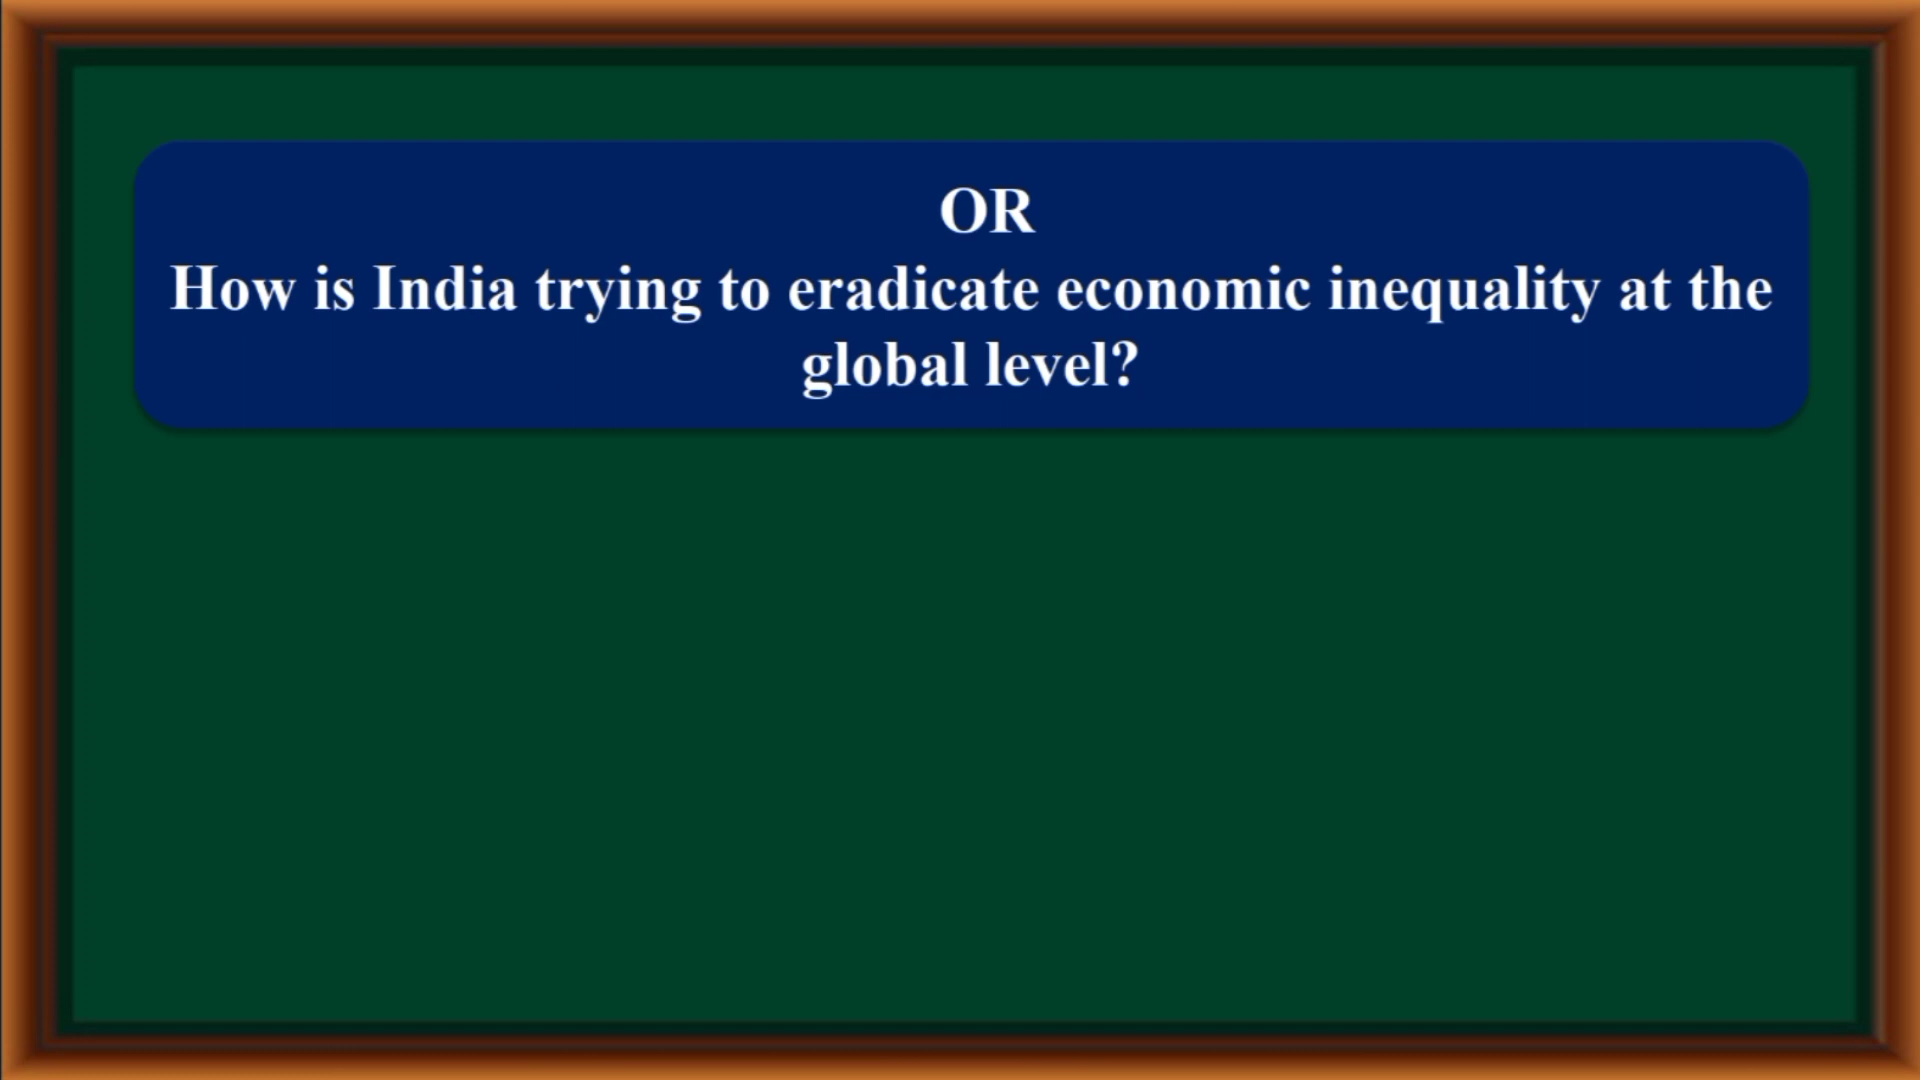 OR
How is India trying to eradicate economic inequality at the
global level?